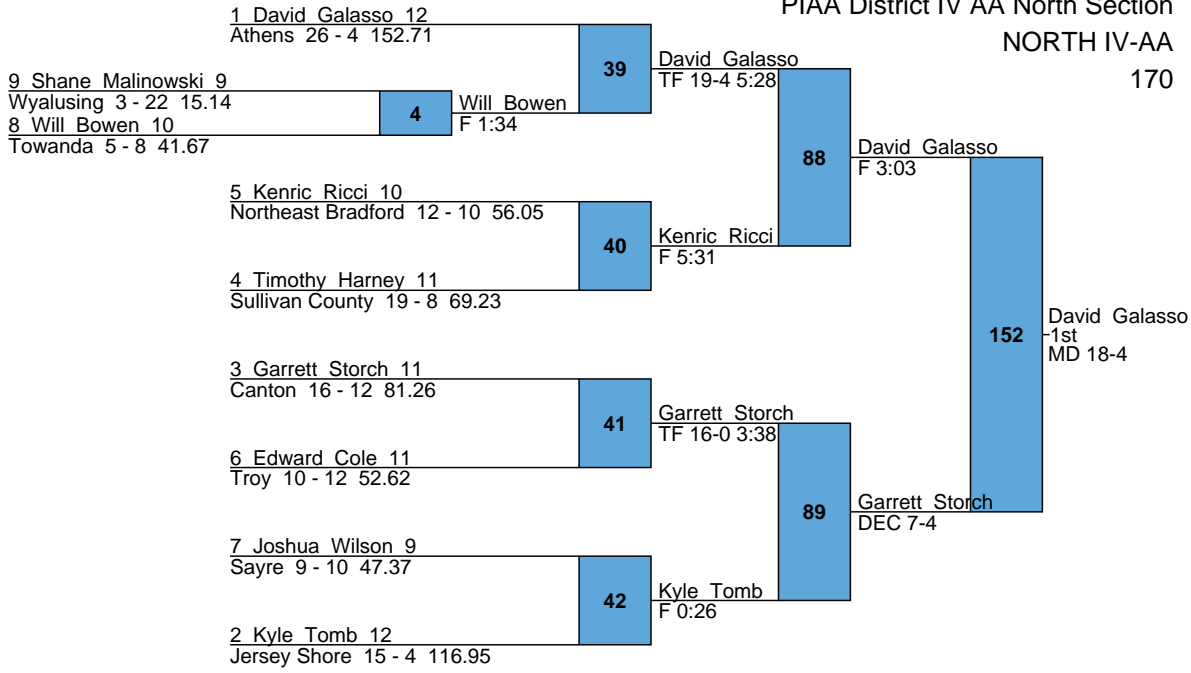 PIAA District IV AA North Section
NORTH IV-AA
170
1 David Galasso 12
Athens 26 - 4 152.71
9 Shane Malinowski 9
Wyalusing 3 - 22 15.14
4
8 Will Bowen 10
Towanda 5 - 8 41.67
Will Bowen
F 1:34
39
David Galasso
TF 19-4 5:28
5 Kenric Ricci 10
Northeast Bradford 12 - 10 56.05
40
4 Timothy Harney 11
Sullivan County 19 - 8 69.23
Kenric Ricci
F 5:31
88
David Galasso
F 3:03
3 Garrett Storch 11
Canton 16 - 12 81.26
41
6 Edward Cole 11
Troy 10 - 12 52.62
Garrett Storch
TF 16-0 3:38
7 Joshua Wilson 9
Sayre 9 - 10 47.37
42
2 Kyle Tomb 12
Jersey Shore 15 - 4 116.95
Kyle Tomb
F 0:26
89
Garrett Storch
DEC 7-4
152
David Galasso
1st
MD 18-4